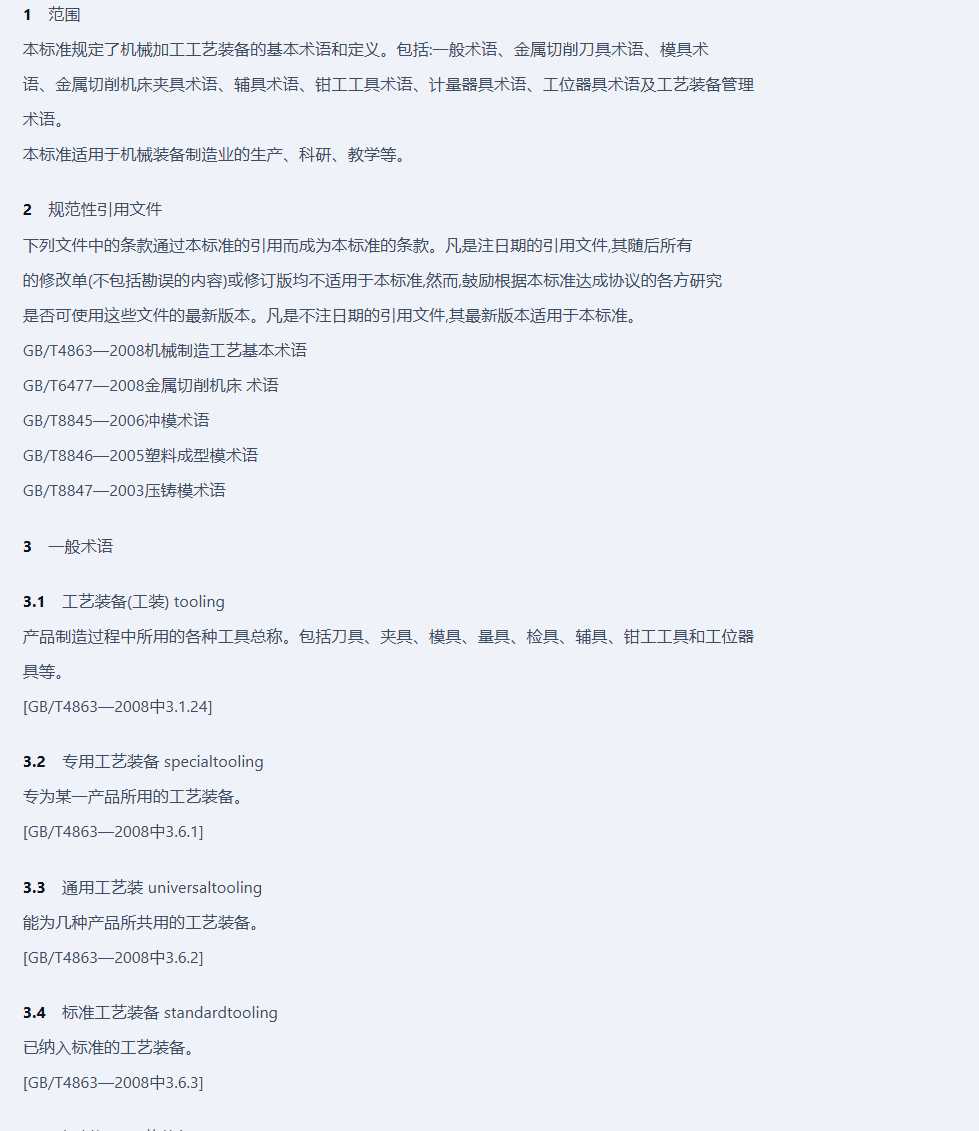 1 范围
本标准规定了机械加工工艺装备的基本术语和定义。包括:一般术语、金属切削刀具术语、模具术
语、金属切削机床夹具术语、辅具术语、钳工工具术语、计量器具术语、工位器具术语及工艺装备管理
术语。
本标准适用于机械装备制造业的生产、科研、教学等。
2 规范性引用文件
下列文件中的条款通过本标准的引用而成为本标准的条款。凡是注日期的引用文件,其随后所有
的修改单(不包括勘误的内容)或修订版均不适用于本标准,然而,鼓励根据本标准达成协议的各方研究
是否可使用这些文件的最新版本。凡是不注日期的引用文件,其最新版本适用于本标准。
GB/T4863—2008机械制造工艺基本术语
GB/T6477—2008金属切削机床 术语
GB/T8845—2006冲模术语
GB/T8846—2005塑料成型模术语
GB/T8847—2003压铸模术语
3 一般术语
3.1 工艺装备(工装) tooling
产品制造过程中所用的各种工具总称。包括刀具、夹具、模具、量具、检具、辅具、钳工工具和工位器
具等。
[GB/T4863—2008中3.1.24]
3.2 专用工艺装备 specialtooling
专为某一产品所用的工艺装备。
[GB/T4863—2008中3.6.1]
3.3 通用工艺装 universaltooling
能为几种产品所共用的工艺装备。
[GB/T4863—2008中3.6.2]
3.4 标准工艺装备 standardtooling
已纳入标准的工艺装备。
[GB/T4863—2008中3.6.3]